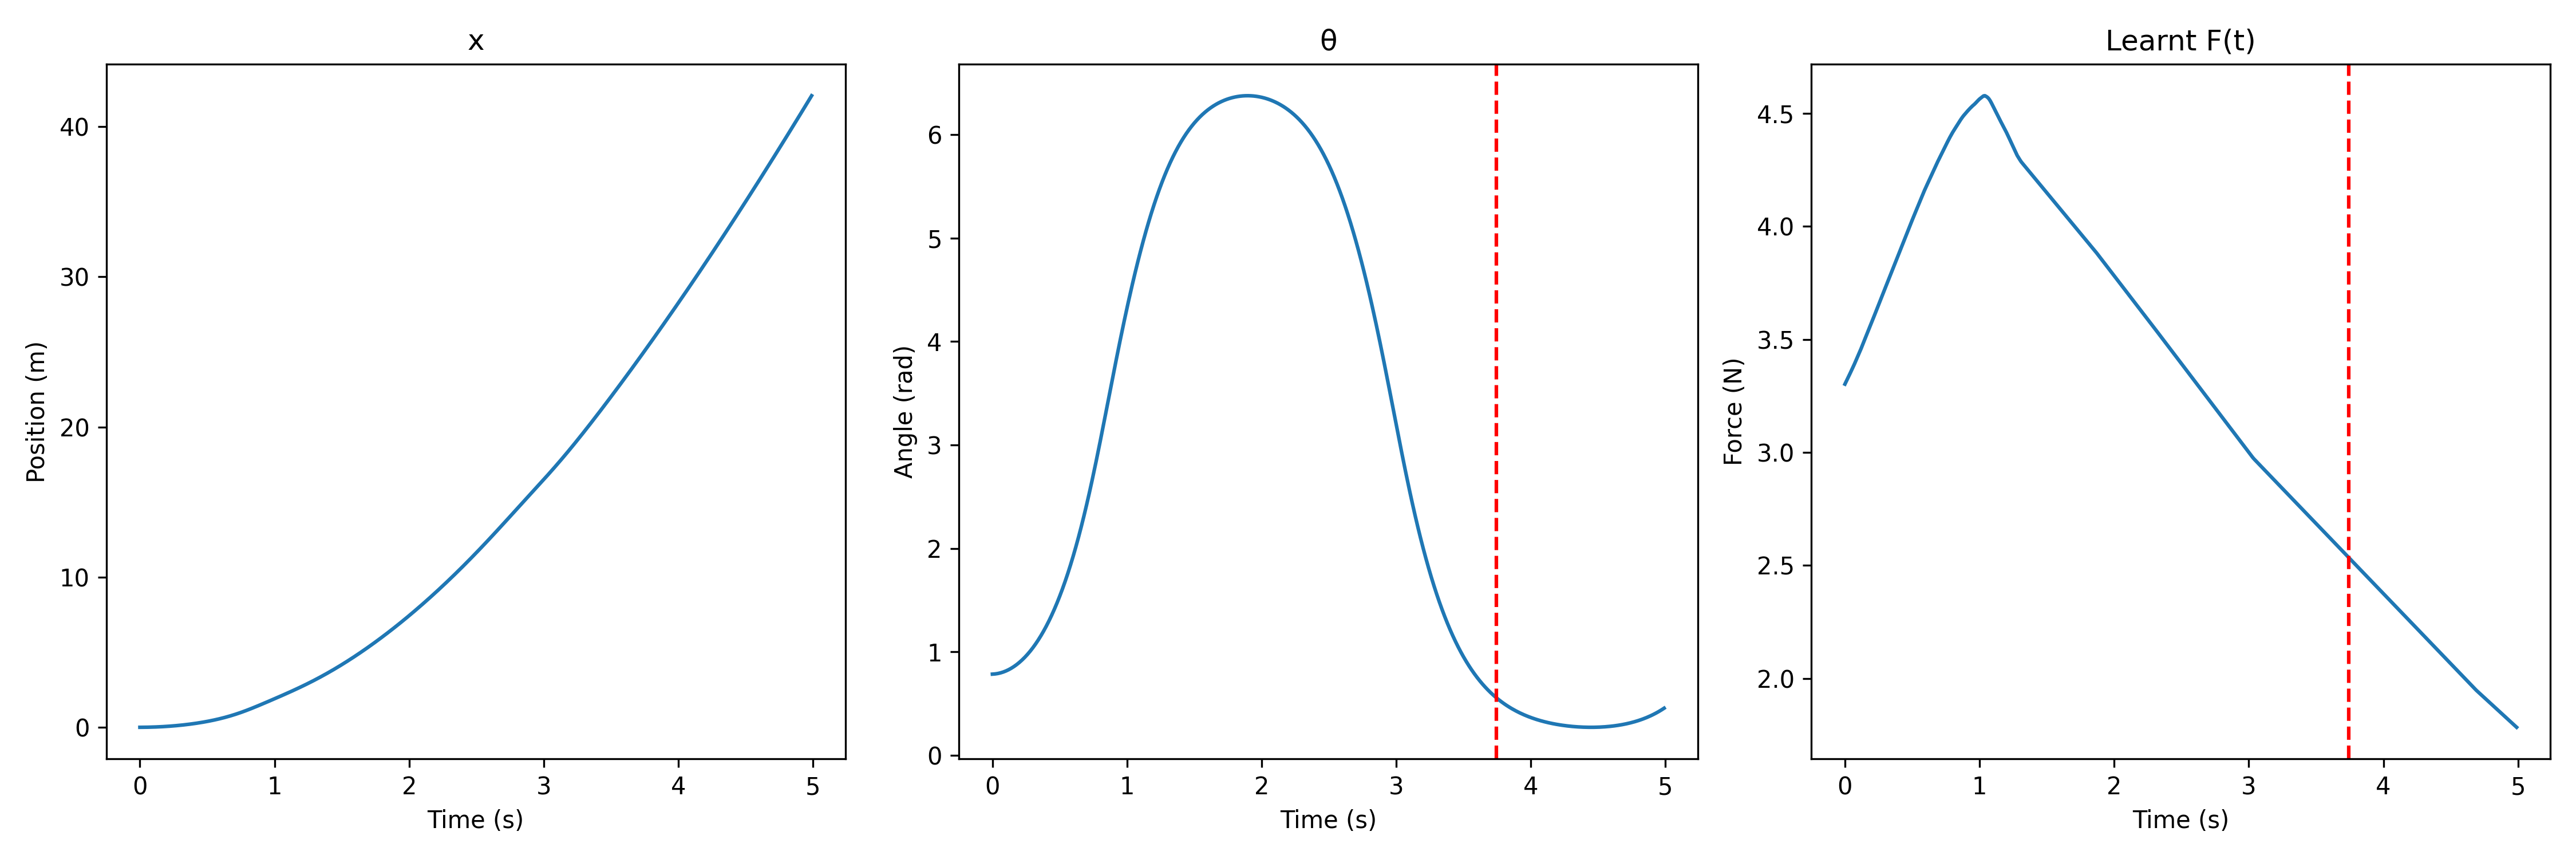 x
Position (m)
40
30
20
10
0
0 1 2 3 4 5
Time (s)
θ
Angle (rad)
6
5
4
3
2
1
0
0 1 2 3 4 5
Time (s)
Learnt F(t)
Force (N)
4.5
4.0
3.5
3.0
2.5
2.0
0 1 2 3 4 5
Time (s)